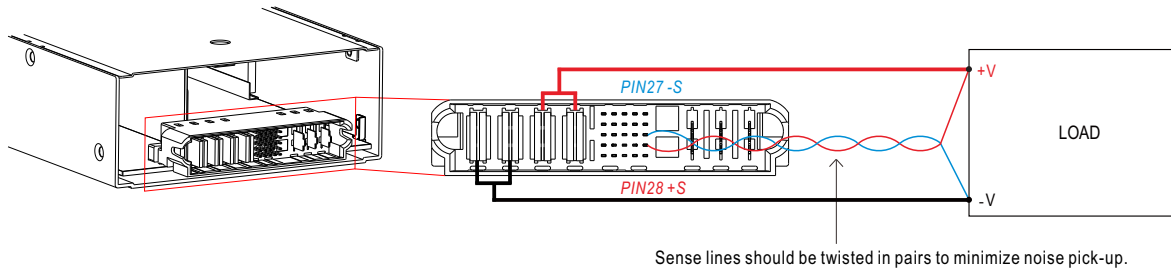 PIN27 -S
+V
LOAD
PIN28 +S
-V
Sense lines should be twisted in pairs to minimize noise pick-up.